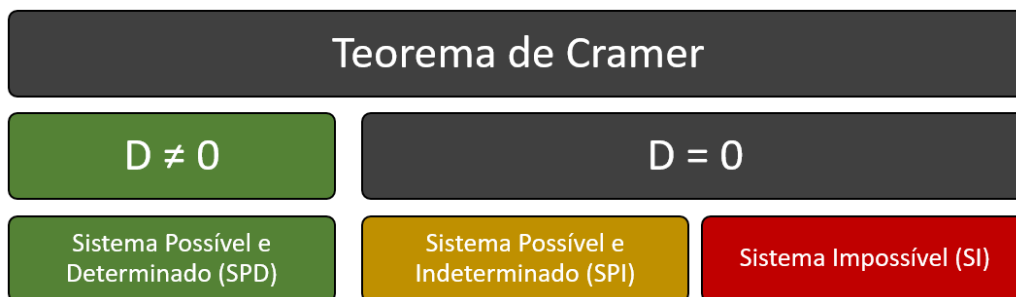 Teorema de Cramer
D ≠ 0
D = 0
Sistema Possível e
Determinado (SPD)
Sistema Possível e
Indeterminado (SPI)
Sistema Impossível (SI)